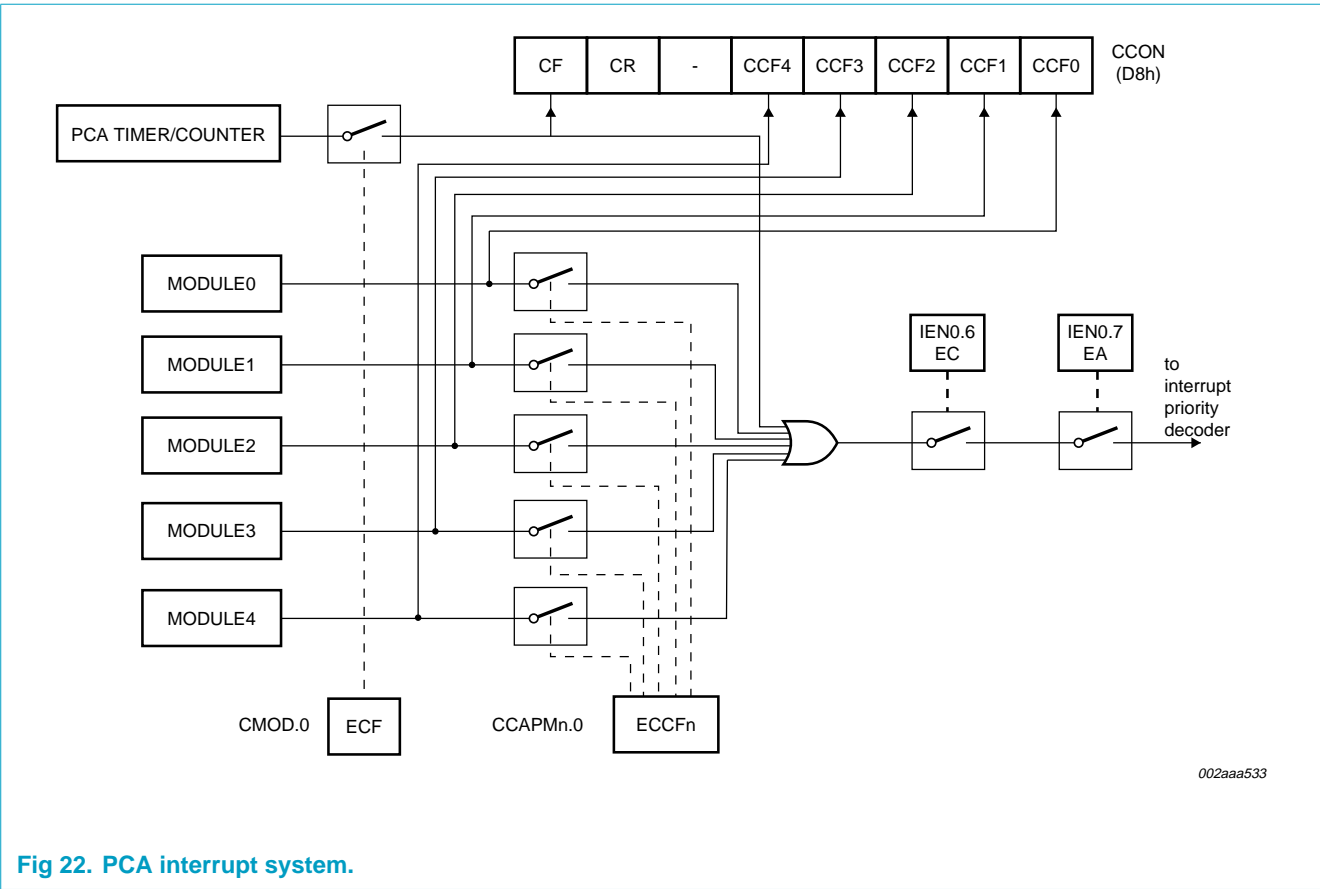 CF CR - CCF4 CCF3 CCF2 CCF1 CCF0
CCON
(D8h)
PCA TIMER/COUNTER
MODULE0
MODULE1
MODULE2
MODULE3
MODULE4
IEN0.6
EC
IEN0.7
EA
to
interrupt
priority
decoder
CMOD.0
ECF
CCAPMn.0
ECCFn
002aaa533
Fig 22. PCA interrupt system.